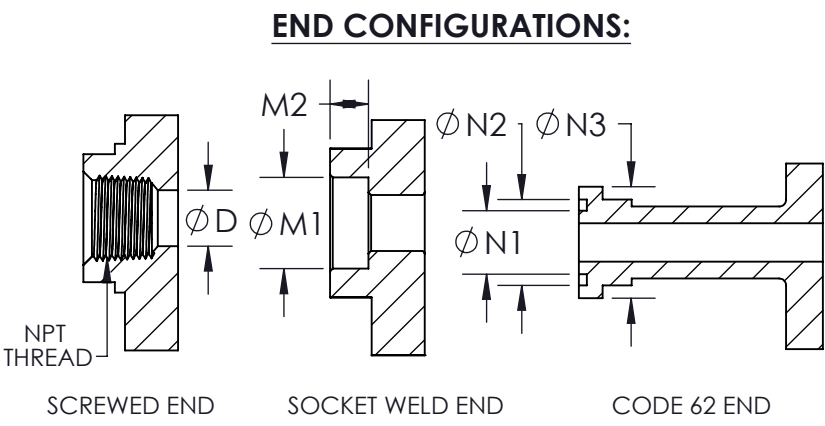 END CONFIGURATIONS:
M2
∅N2
∅N3
∅D
∅M1
∅N1
NPT
THREAD
SCREWED END
SOCKET WELD END
CODE 62 END